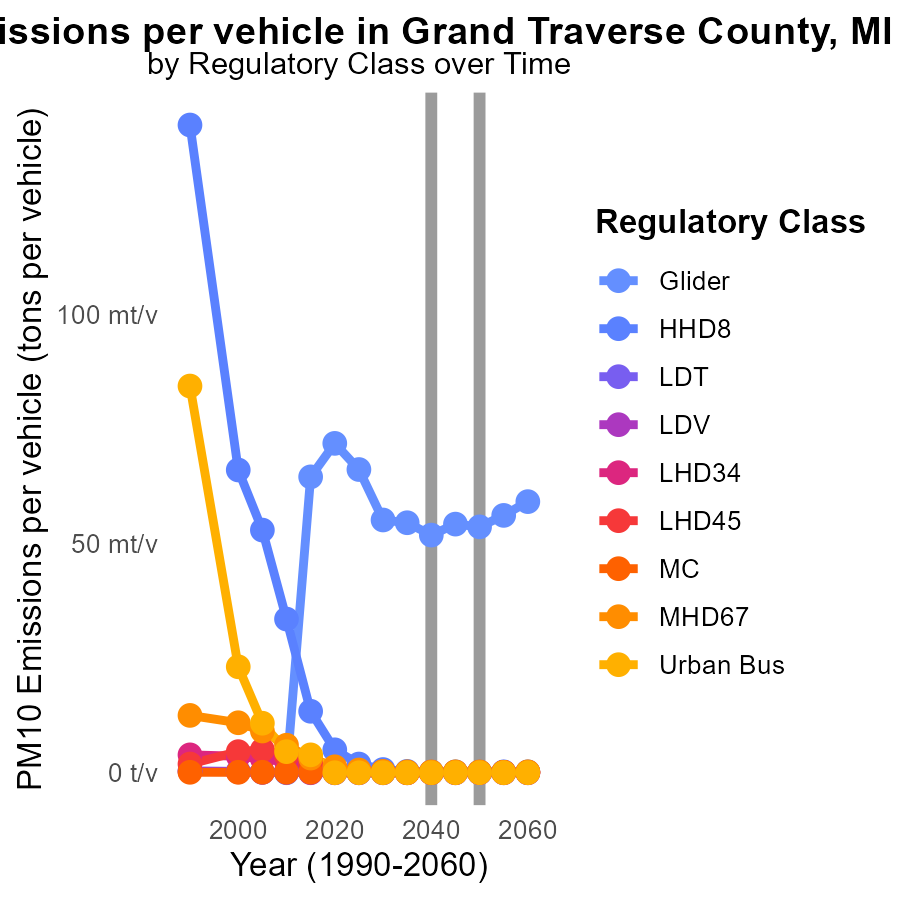 issions per vehicle in Grand Traverse County, MI
by Regulatory Class over Time
PM10 Emissions per vehicle (tons per vehicle)
100 mt/v
50 mt/v
0 t/v
2000 2020 2040 2060
Year (1990-2060)
Regulatory Class
Glider
HHD8
LDT
LDV
LHD34
LHD45
MC
MHD67
Urban Bus